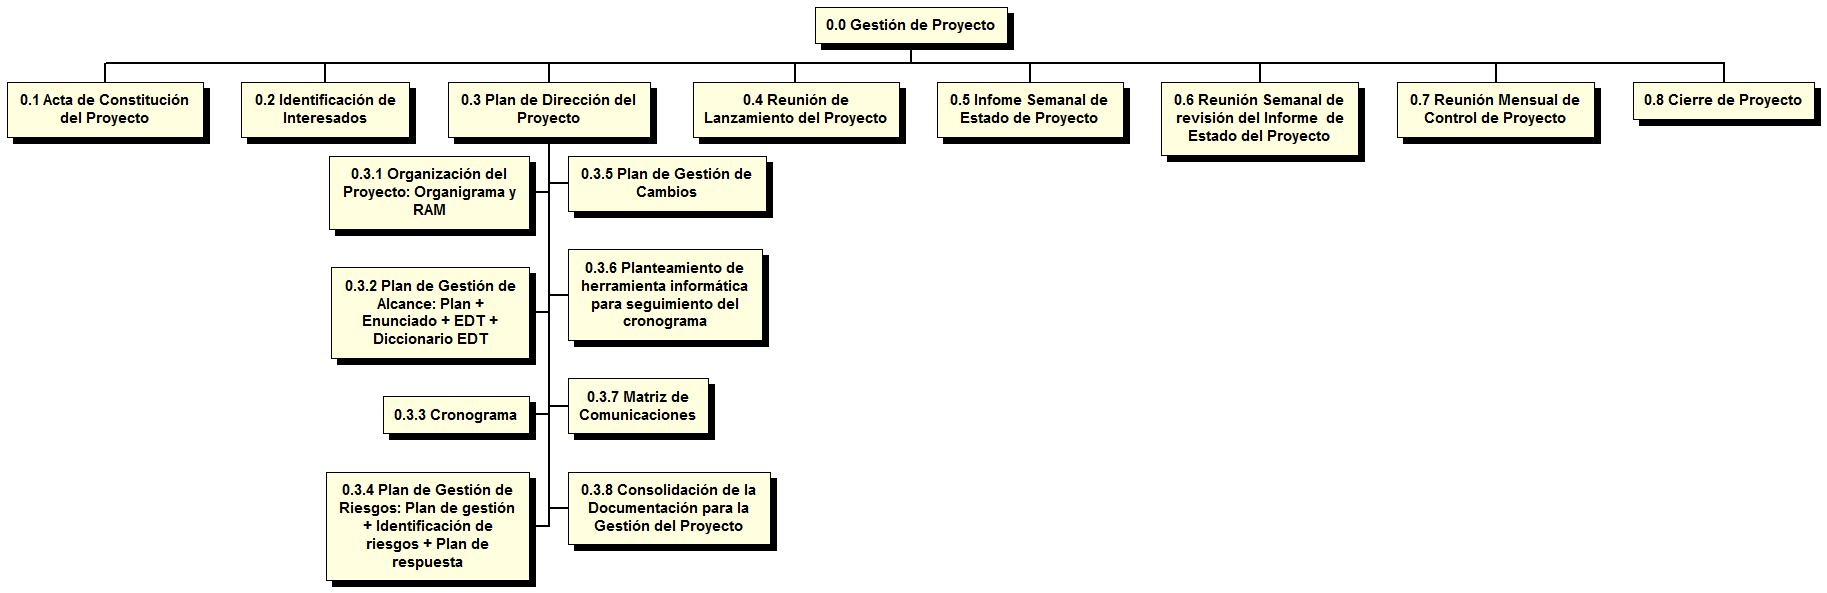 0.0 Gestión de Proyecto
0.1 Acta de Constitución
del Proyecto
0.2 Identificación de
Interesados
0.3 Plan de Dirección del
Proyecto
0.4 Reunión de
Lanzamiento del Proyecto
0.5 Infome Semanal de
Estado de Proyecto
0.6 Reunión Semanal de
revisión del Informe de
Estado del Proyecto
0.7 Reunión Mensual de
Control de Proyecto
0.8 Cierre de Proyecto
0.3.1 Organización del
Proyecto: Organigrama y
RAM
0.3.2 Plan de Gestión de
Alcance: Plan +
Enunciado + EDT +
Diccionario EDT
0.3.3 Cronograma
0.3.4 Plan de Gestión de
Riesgos: Plan de gestión
+ Identificación de
riesgos + Plan de
respuesta
0.3.5 Plan de Gestión de
Cambios
0.3.6 Planteamiento de
herramienta informática
para seguimiento del
cronograma
0.3.7 Matriz de
Comunicaciones
0.3.8 Consolidación de la
Documentación para la
Gestión del Proyecto